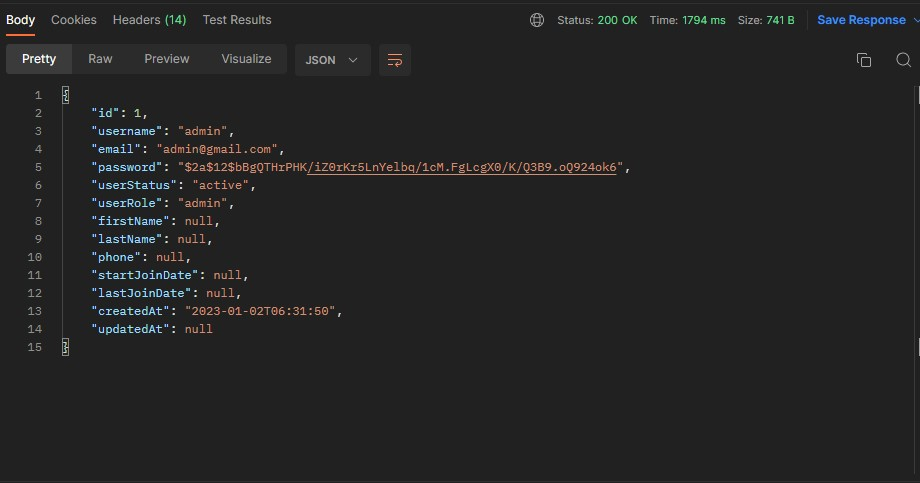 Body Cookies Headers (14) Test Results Status: 200 OK Time: 1794 ms Size: 741 B Save Response
Pretty Raw Preview Visualize JSON
1 {
2 "id": 1,
3 "username": "admin",
4 "email": "admin@gmail.com",
5 "password": "$2a$12$bBgQTHrPHK/iZ0rKr5LnYelbq/1cM.FgLcgX0/K/Q3B9.oQ924ok6",
6 "userStatus": "active",
7 "userRole": "admin",
8 "firstName": null,
9 "lastName": null,
10 "phone": null,
11 "startJoinDate": null,
12 "lastJoinDate": null,
13 "createdAt": "2023-01-02T06:31:50",
14 "updatedAt": null
15 }